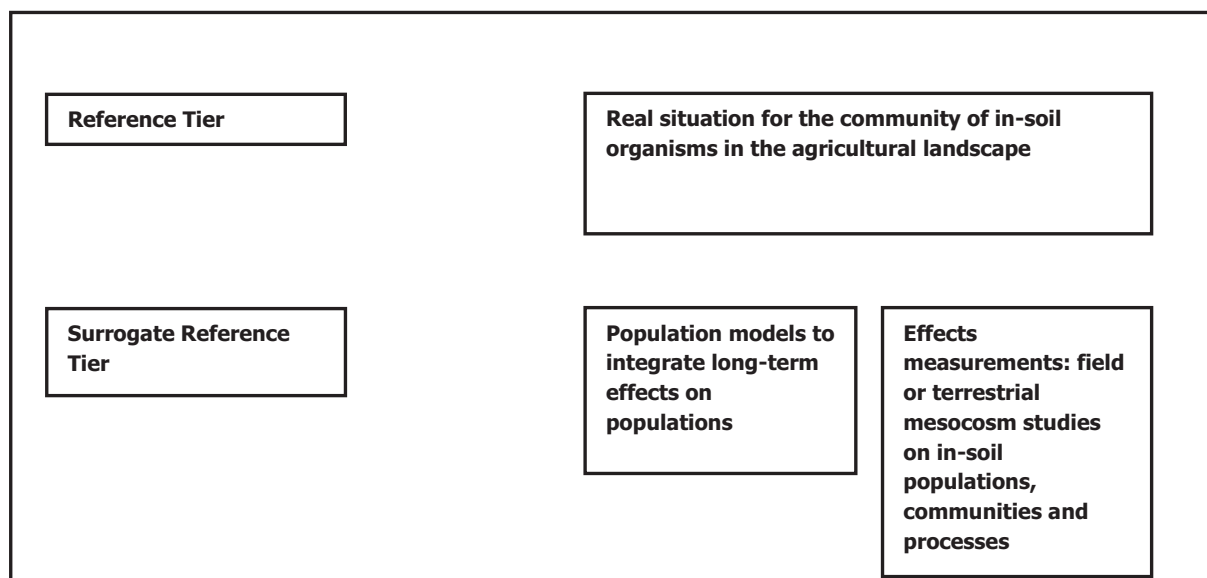 Reference Tier
Real situation for the community of in-soil
organisms in the agricultural landscape
Surrogate Reference
Tier
Population models to
integrate long-term
effects on
populations
Effects
measurements: field
or terrestrial
mesocosm studies
on in-soil
populations,
communities and
processes